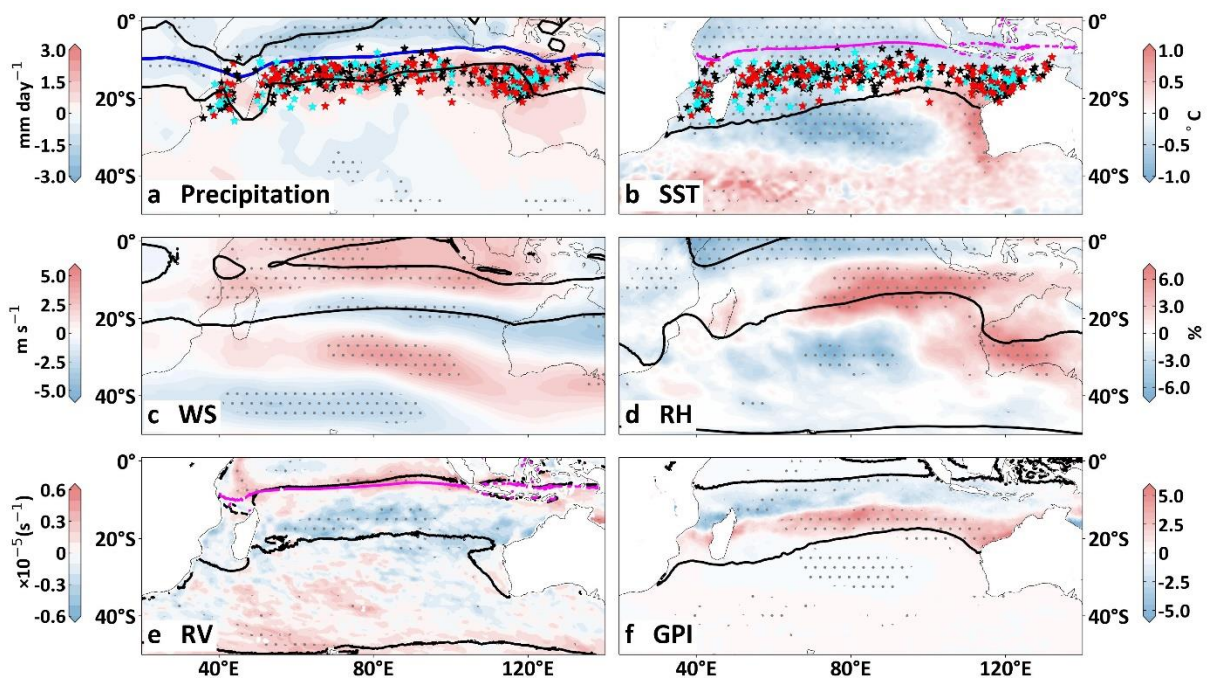 3.0
1.5
0
-1.5
-3.0
mm day⁻¹
0°
20°S
40°S
a Precipitation
0°
20°S
40°S
b SST
1.0
0.5
0
-0.5
-1.0
°C
5.0
2.5
0
-2.5
-5.0
m s⁻¹
0°
20°S
40°S
c WS
0°
20°S
40°S
d RH
6.0
3.0
0
-3.0
-6.0
%
0.6
0.3
0
-0.3
-0.6
×10⁻⁵(s⁻¹)
0°
20°S
40°S
e RV
40°E
80°E
120°E
0°
20°S
40°S
f GPI
40°E
80°E
120°E
5.0
2.5
0
-2.5
-5.0